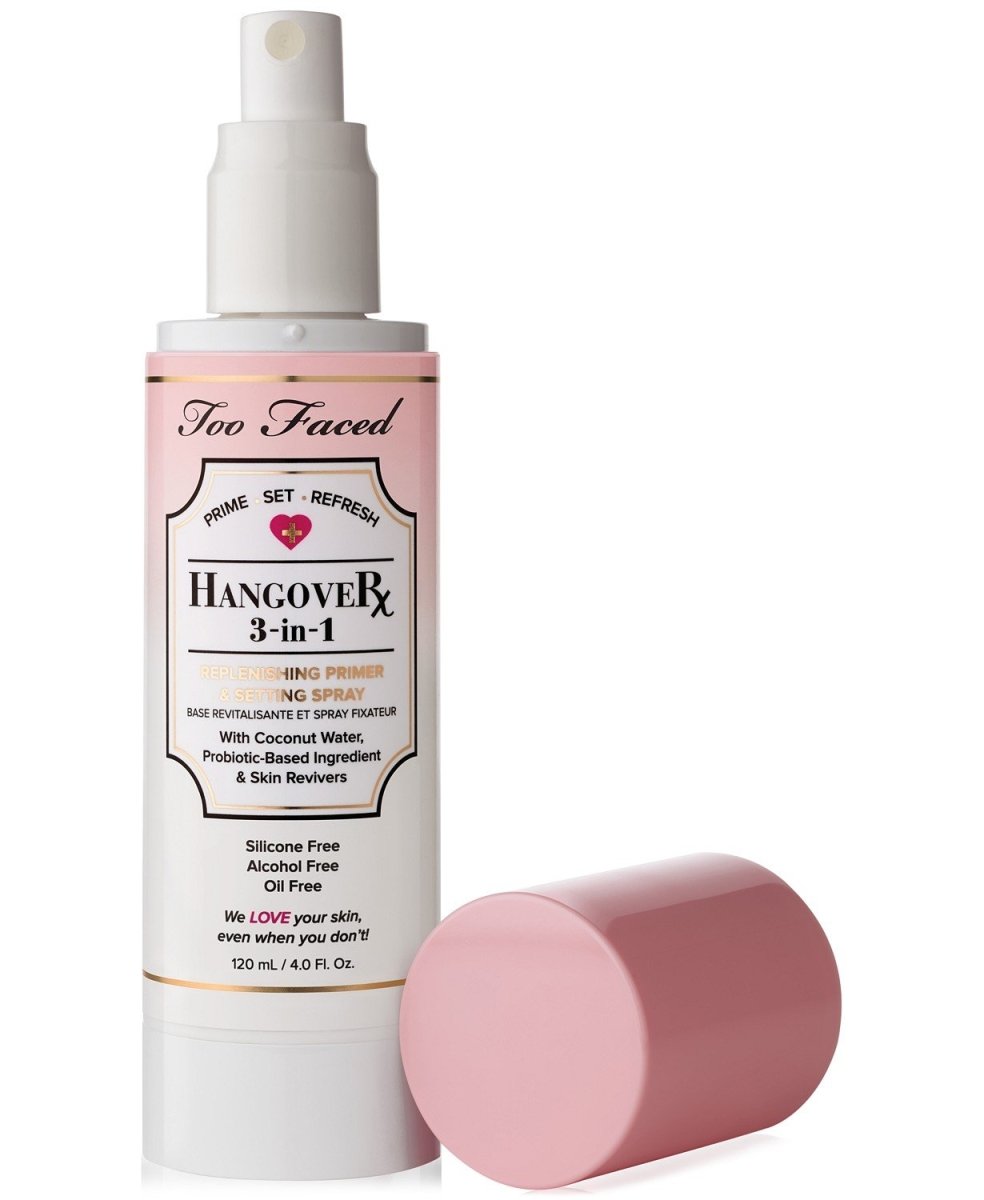 Too Faced
PRIME · SET · REFRESH
HANGOVERx
3-in-1
REPLENISHING PRIMER
& SETTING SPRAY
BASE REVITALISANTE ET SPRAY FIXATEUR
With Coconut Water,
Probiotic-Based Ingredient
& Skin Revivers
Silicone Free
Alcohol Free
Oil Free
We LOVE your skin,
even when you don't!
120 mL / 4.0 Fl. Oz.